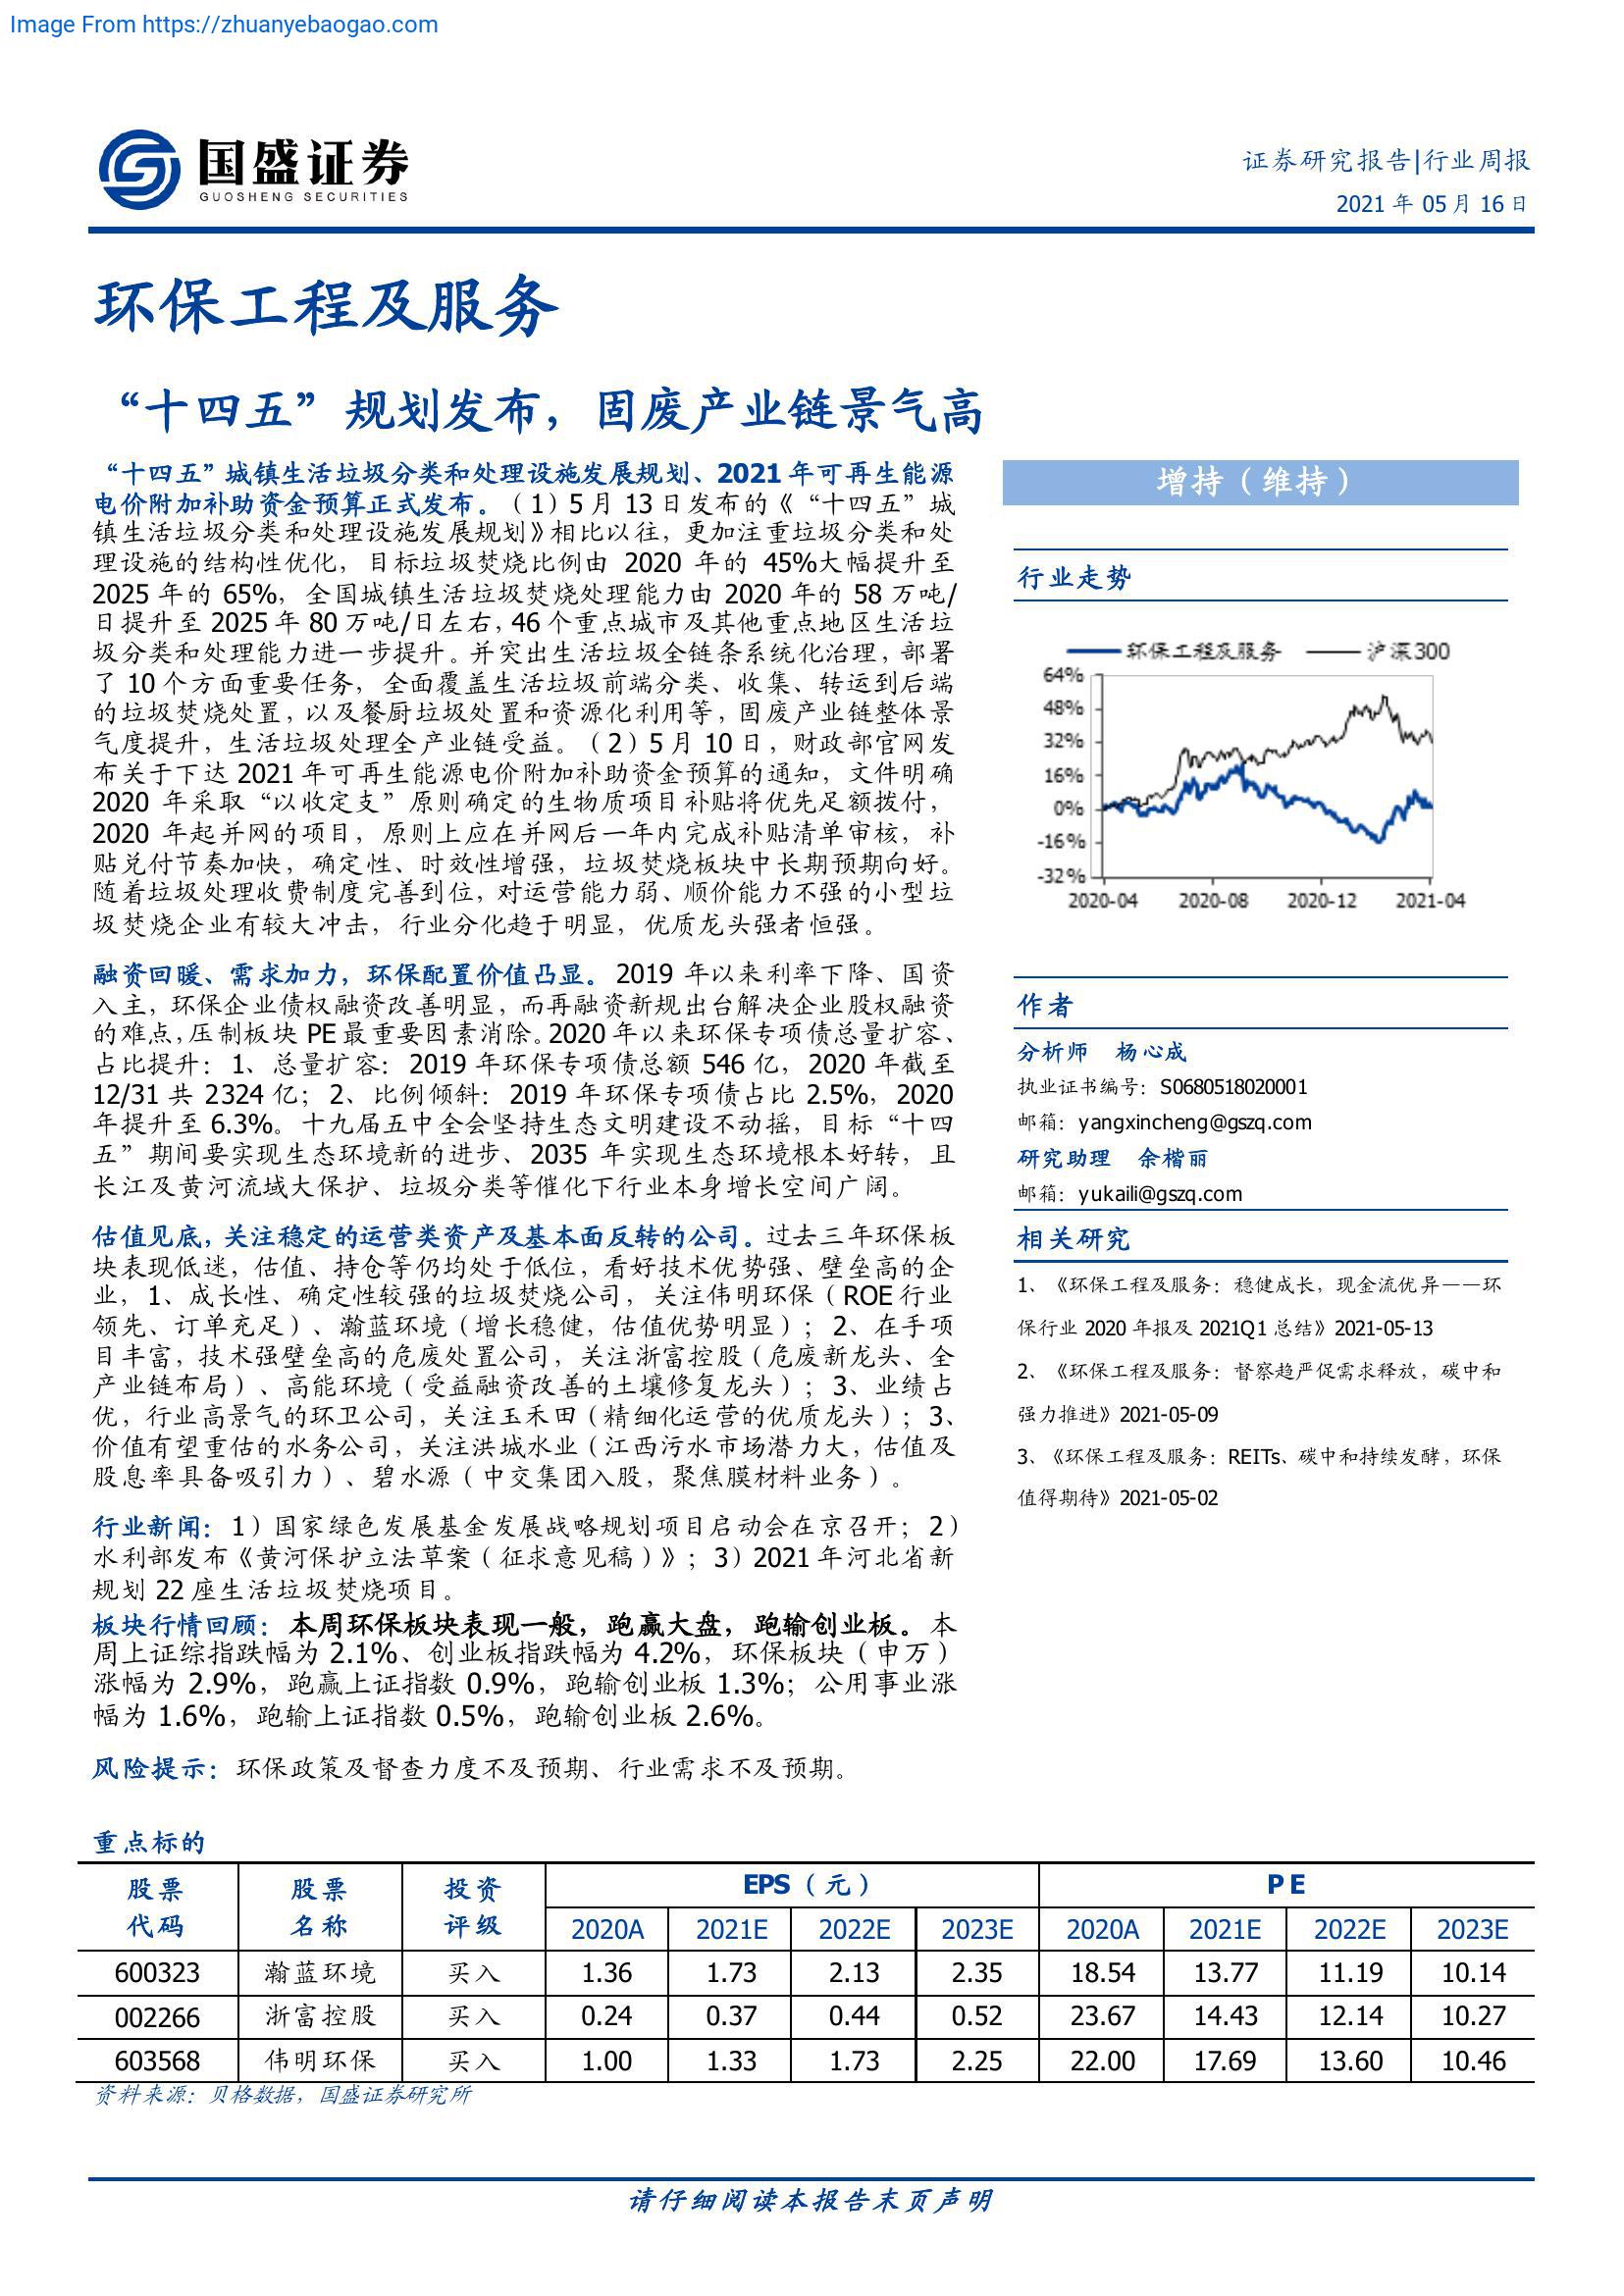 Image From https://zhuanyebaogao.com
国盛证券
GUOSHENG SECURITIES
证券研究报告|行业周报
2021 年 05 月 16 日
环保工程及服务
“十四五”规划发布，固废产业链景气高
“十四五”城镇生活垃圾分类和处理设施发展规划、2021 年可再生能源
电价附加补助资金预算正式发布。（1）5 月 13 日发布的《“十四五”城
镇生活垃圾分类和处理设施发展规划》相比以往，更加注重垃圾分类和处
理设施的结构性优化，目标垃圾焚烧比例由 2020 年的 45%大幅提升至
2025 年的 65%，全国城镇生活垃圾焚烧处理能力由 2020 年的 58 万吨/
日提升至 2025 年 80 万吨/日左右，46 个重点城市及其他重点地区生活垃
圾分类和处理能力进一步提升。并突出生活垃圾全链条系统化治理，部署
了 10 个方面重要任务，全面覆盖生活垃圾前端分类、收集、转运到后端
的垃圾焚烧处置，以及餐厨垃圾处置和资源化利用等，固废产业链整体景
气度提升，生活垃圾处理全产业链受益。（2）5 月 10 日，财政部官网发
布关于下达 2021 年可再生能源电价附加补助资金预算的通知，文件明确
2020 年采取“以收定支”原则确定的生物质项目补贴将优先足额拨付，
2020 年起并网的项目，原则上应在并网后一年内完成补贴清单审核，补
贴兑付节奏加快，确定性、时效性增强，垃圾焚烧板块中长期预期向好。
随着垃圾处理收费制度完善到位，对运营能力弱、顺价能力不强的小型垃
圾焚烧企业有较大冲击，行业分化趋于明显，优质龙头强者恒强。
融资回暖、需求加力，环保配置价值凸显。2019 年以来利率下降、国资
入主，环保企业债权融资改善明显，而再融资新规出台解决企业股权融资
的难点，压制板块 PE 最重要因素消除。2020 年以来环保专项债总量扩容、
占比提升：1、总量扩容：2019 年环保专项债总额 546 亿，2020 年截至
12/31 共 2324 亿；2、比例倾斜：2019 年环保专项债占比 2.5%，2020
年提升至 6.3%。十九届五中全会坚持生态文明建设不动摇，目标“十四
五”期间要实现生态环境新的进步、2035 年实现生态环境根本好转，且
长江及黄河流域大保护、垃圾分类等催化下行业本身增长空间广阔。
估值见底，关注稳定的运营类资产及基本面反转的公司。过去三年环保板
块表现低迷，估值、持仓等仍均处于低位，看好技术优势强、壁垒高的企
业，1、成长性、确定性较强的垃圾焚烧公司，关注伟明环保（ROE 行业
领先、订单充足）、瀚蓝环境（增长稳健，估值优势明显）；2、在手项
目丰富，技术强壁垒高的危废处置公司，关注浙富控股（危废新龙头、全
产业链布局）、高能环境（受益融资改善的土壤修复龙头）；3、业绩占
优，行业高景气的环卫公司，关注玉禾田（精细化运营的优质龙头）；3、
价值有望重估的水务公司，关注洪城水业（江西污水市场潜力大，估值及
股息率具备吸引力）、碧水源（中交集团入股，聚焦膜材料业务）。
行业新闻：1）国家绿色发展基金发展战略规划项目启动会在京召开；2）
水利部发布《黄河保护立法草案（征求意见稿）》；3）2021 年河北省新
规划 22 座生活垃圾焚烧项目。
板块行情回顾：本周环保板块表现一般，跑赢大盘，跑输创业板。本
周上证综指跌幅为 2.1%、创业板指跌幅为 4.2%，环保板块（申万）
涨幅为 2.9%，跑赢上证指数 0.9%，跑输创业板 1.3%；公用事业涨
幅为 1.6%，跑输上证指数 0.5%，跑输创业板 2.6%。
风险提示：环保政策及督查力度不及预期、行业需求不及预期。
增持（维持）
行业走势
环保工程及服务 沪深300
64%
48%
32%
16%
0%
-16%
-32%
2020-04 2020-08 2020-12 2021-04
作者
分析师 杨心成
执业证书编号：S0680518020001
邮箱：yangxincheng@gszq.com
研究助理 余楷丽
邮箱：yukaili@gszq.com
相关研究
1、《环保工程及服务：稳健成长，现金流优异——环
保行业 2020 年报及 2021Q1 总结》2021-05-13
2、《环保工程及服务：督察趋严促需求释放，碳中和
强力推进》2021-05-09
3、《环保工程及服务：REITs、碳中和持续发酵，环保
值得期待》2021-05-02
重点标的
股票 股票 投资 EPS（元） PE
代码 名称 评级 2020A 2021E 2022E 2023E 2020A 2021E 2022E 2023E
600323 瀚蓝环境 买入 1.36 1.73 2.13 2.35 18.54 13.77 11.19 10.14
002266 浙富控股 买入 0.24 0.37 0.44 0.52 23.67 14.43 12.14 10.27
603568 伟明环保 买入 1.00 1.33 1.73 2.25 22.00 17.69 13.60 10.46
资料来源：贝格数据，国盛证券研究所
请仔细阅读本报告末页声明